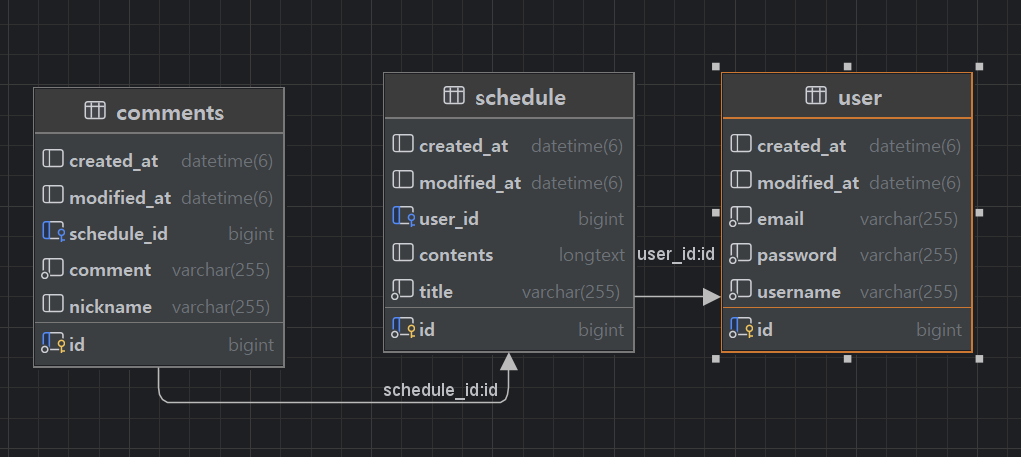 comments
created_at datetime(6)
modified_at datetime(6)
schedule_id bigint
comment varchar(255)
nickname varchar(255)
id bigint
schedule_id:id
schedule
created_at datetime(6)
modified_at datetime(6)
user_id bigint
contents longtext
title varchar(255)
id bigint
user_id:id
user
created_at datetime(6)
modified_at datetime(6)
email varchar(255)
password varchar(255)
username varchar(255)
id bigint